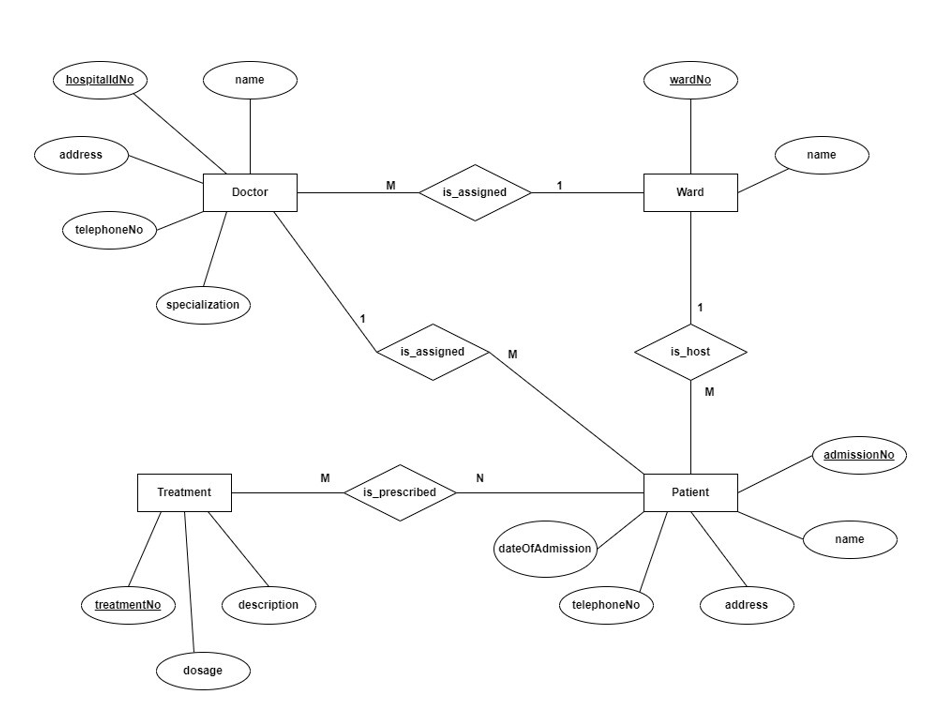 hospitalIdNo
name
wardNo
address
name
Doctor
M
is_assigned
1
Ward
telephoneNo
specialization
1
1
is_assigned
M
is_host
M
admissionNo
Treatment
M
is_prescribed
N
Patient
dateOfAdmission
name
treatmentNo
description
telephoneNo
address
dosage